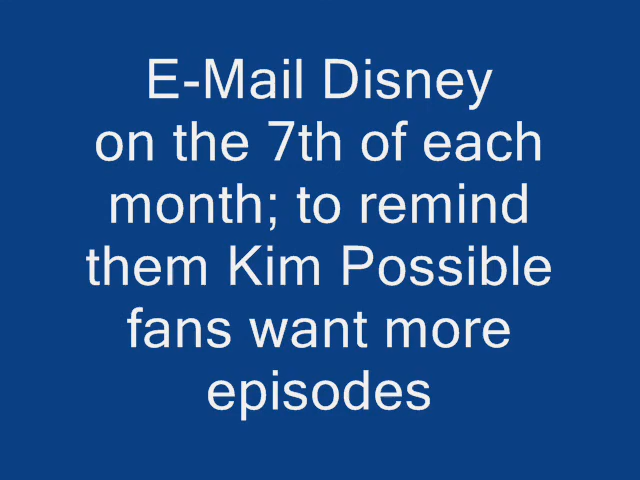 E-Mail Disney
on the 7th of each
month; to remind
them Kim Possible
fans want more
episodes